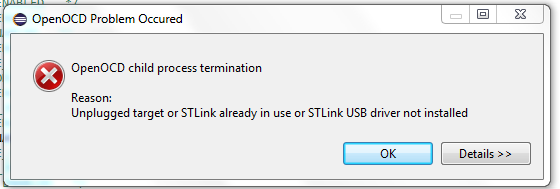 ENABLED */
OpenOCD Problem Occured
OpenOCD child process termination
Reason:
Unplugged target or STLink already in use or STLink USB driver not installed
OK
Details >>